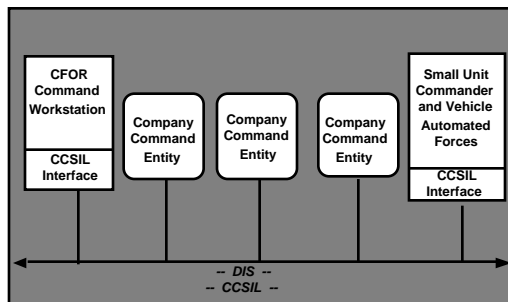 CFOR
Command
Workstation
CCSIL
Interface
Company
Command
Entity
Company
Command
Entity
Company
Command
Entity
Small Unit
Commander
and Vehicle
Automated
Forces
CCSIL
Interface
-- DIS --
-- CCSIL --